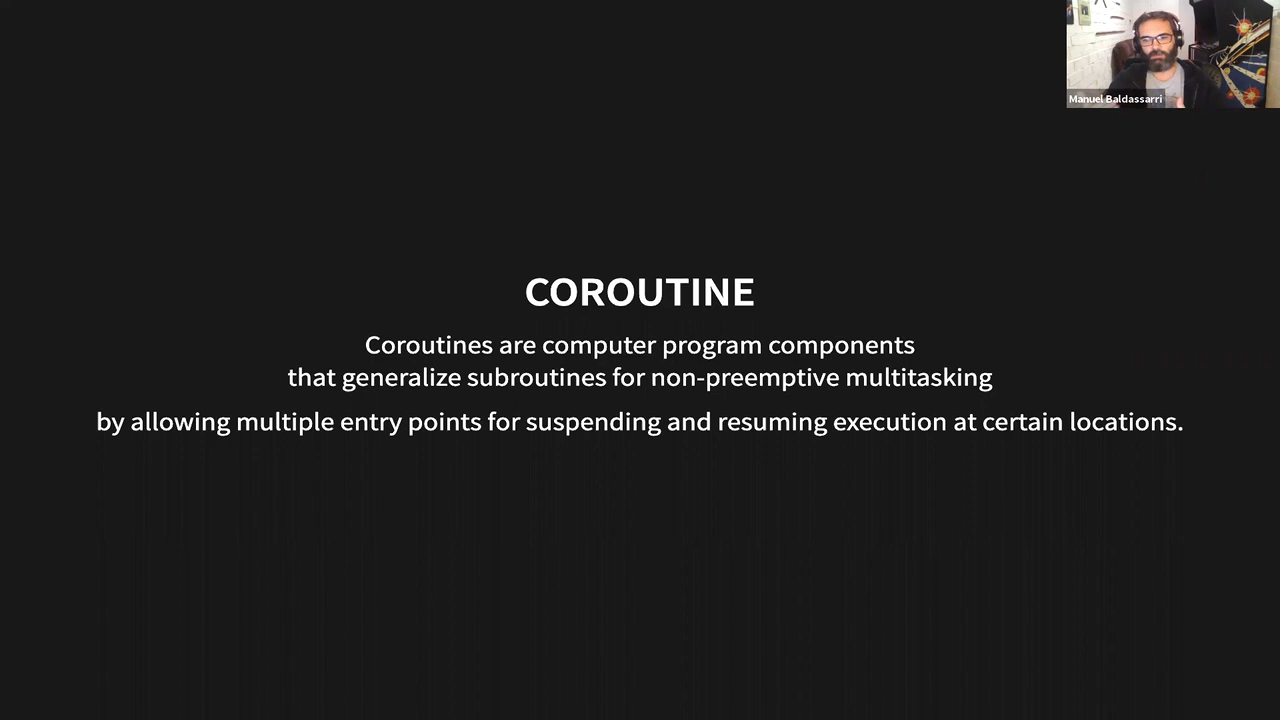 Manuel Baldassarri
COROUTINE
Coroutines are computer program components
that generalize subroutines for non-preemptive multitasking
by allowing multiple entry points for suspending and resuming execution at certain locations.